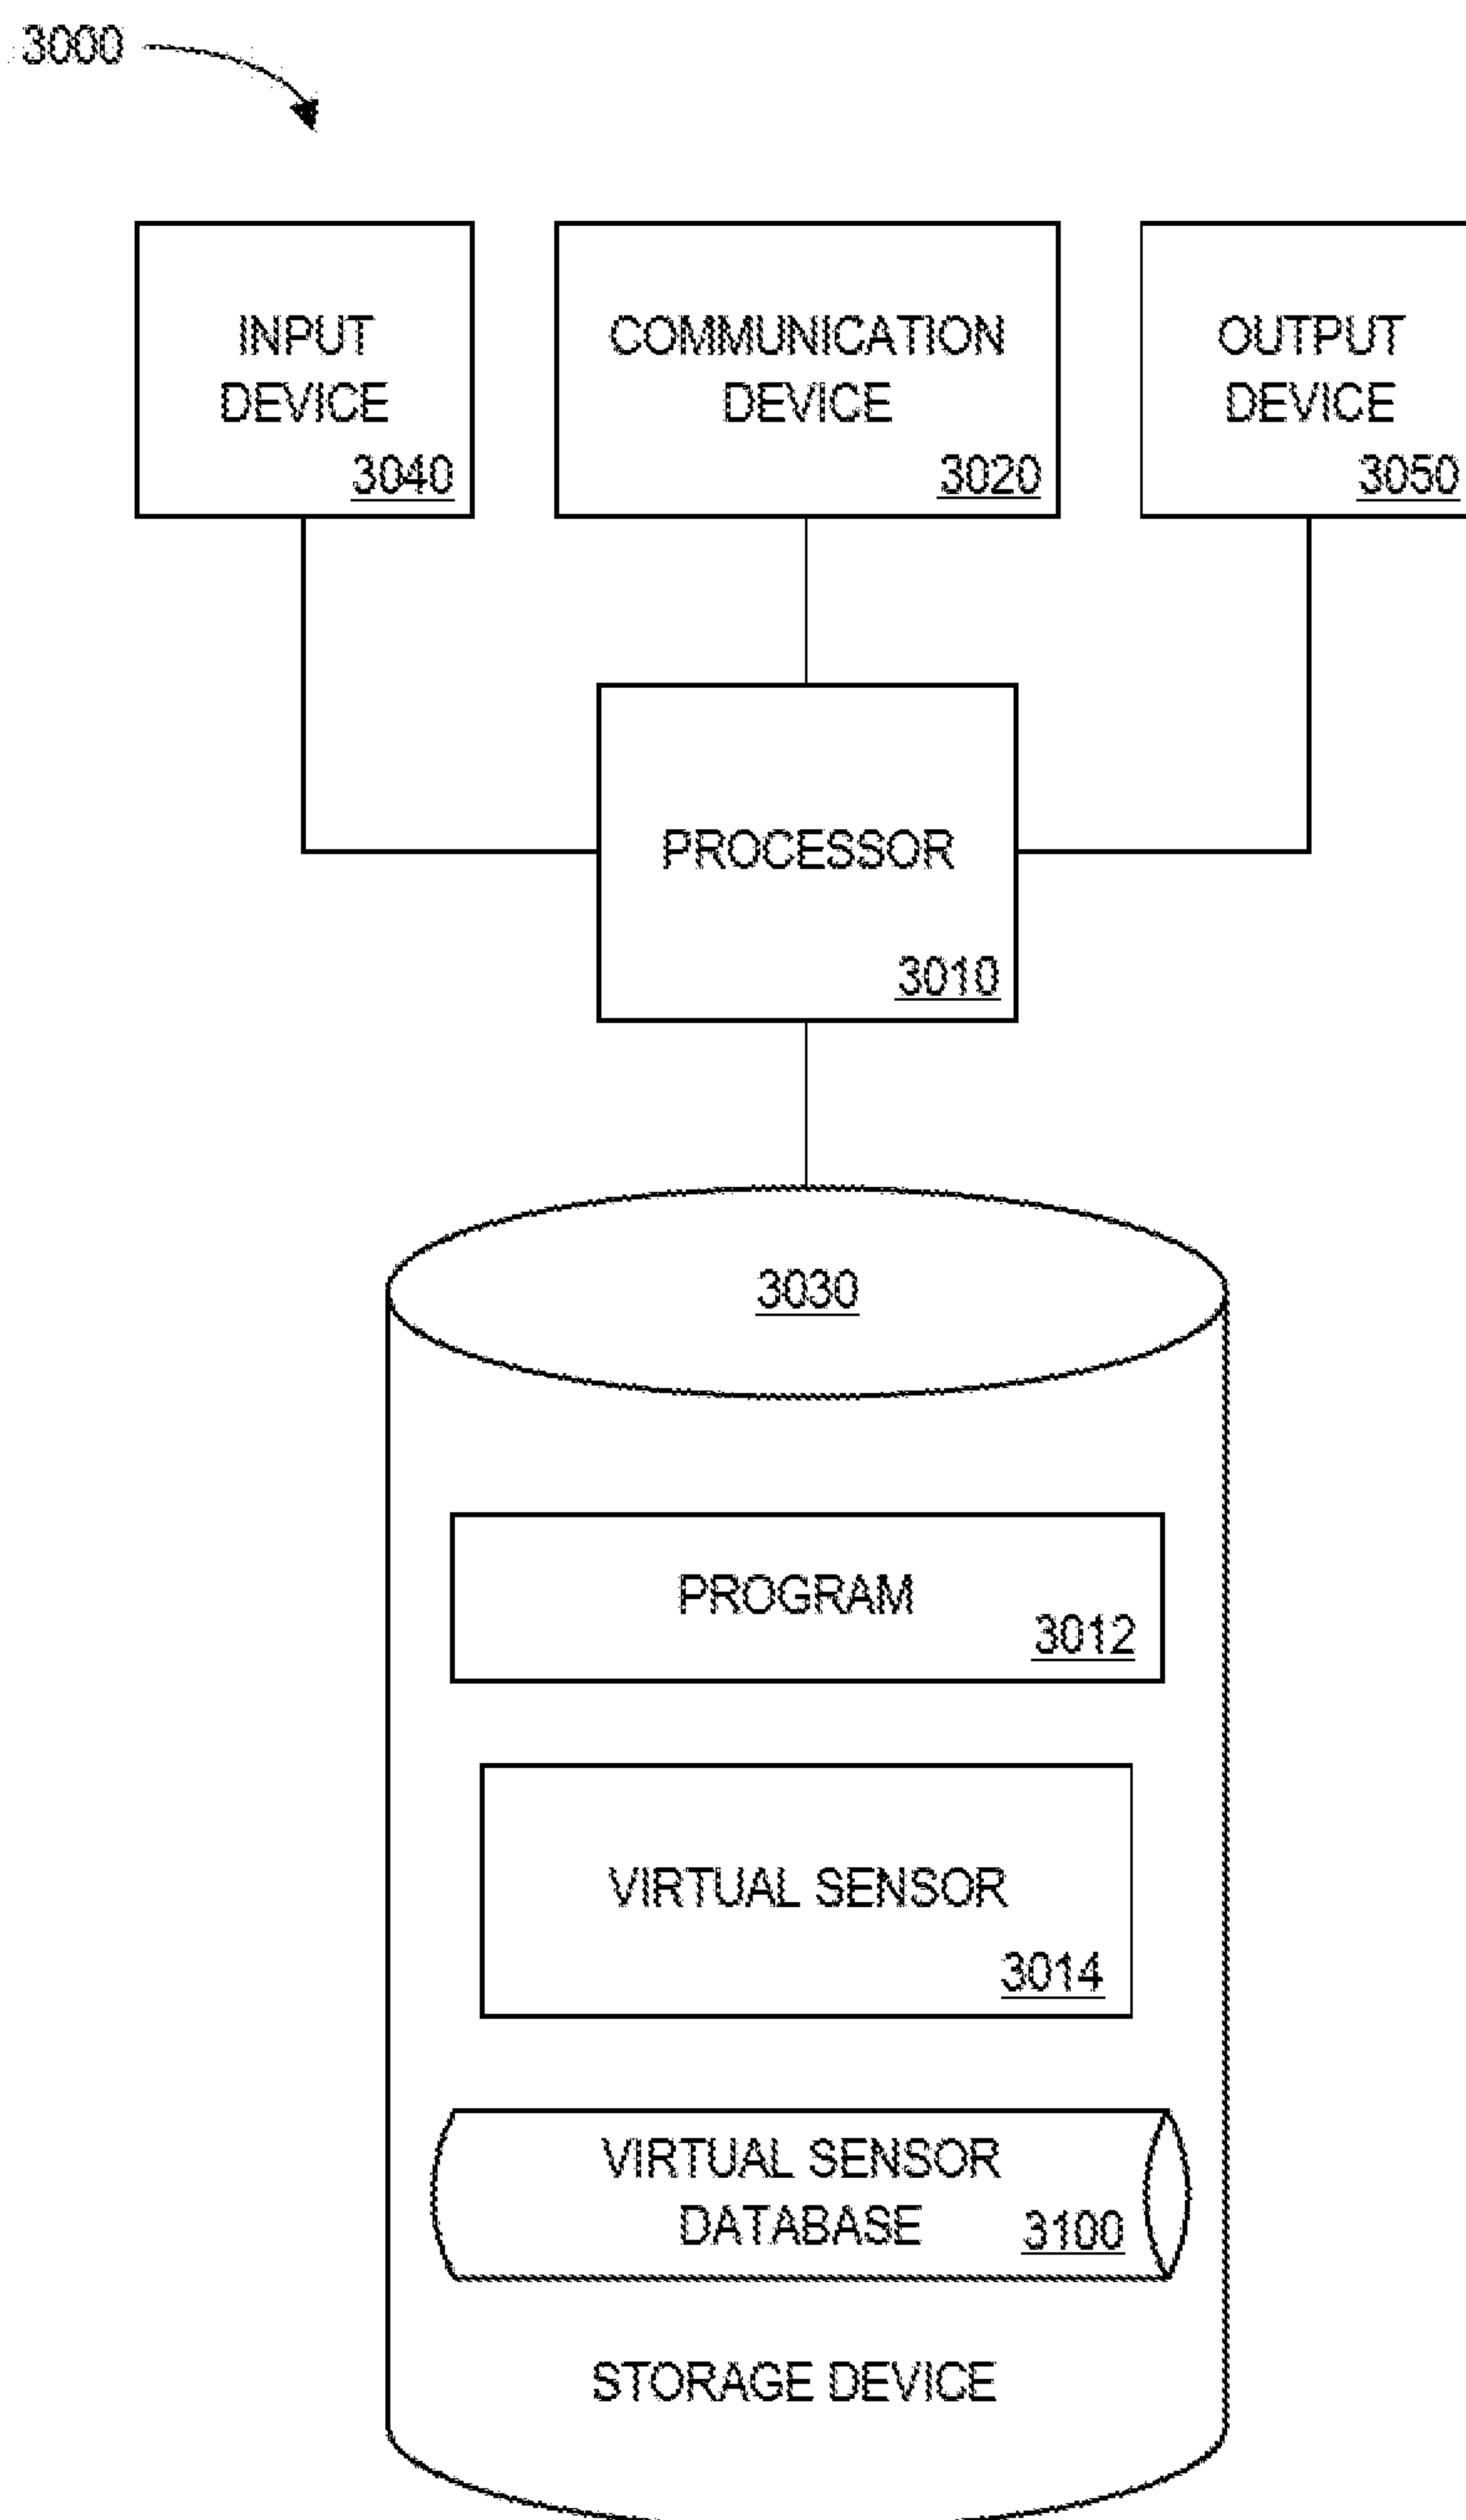 3000
INPUT
DEVICE
3040
COMMUNICATION
DEVICE
3020
OUTPUT
DEVICE
3050
PROCESSOR
3010
3030
PROGRAM
3012
VIRTUAL SENSOR
3014
VIRTUAL SENSOR
DATABASE
3100
STORAGE DEVICE